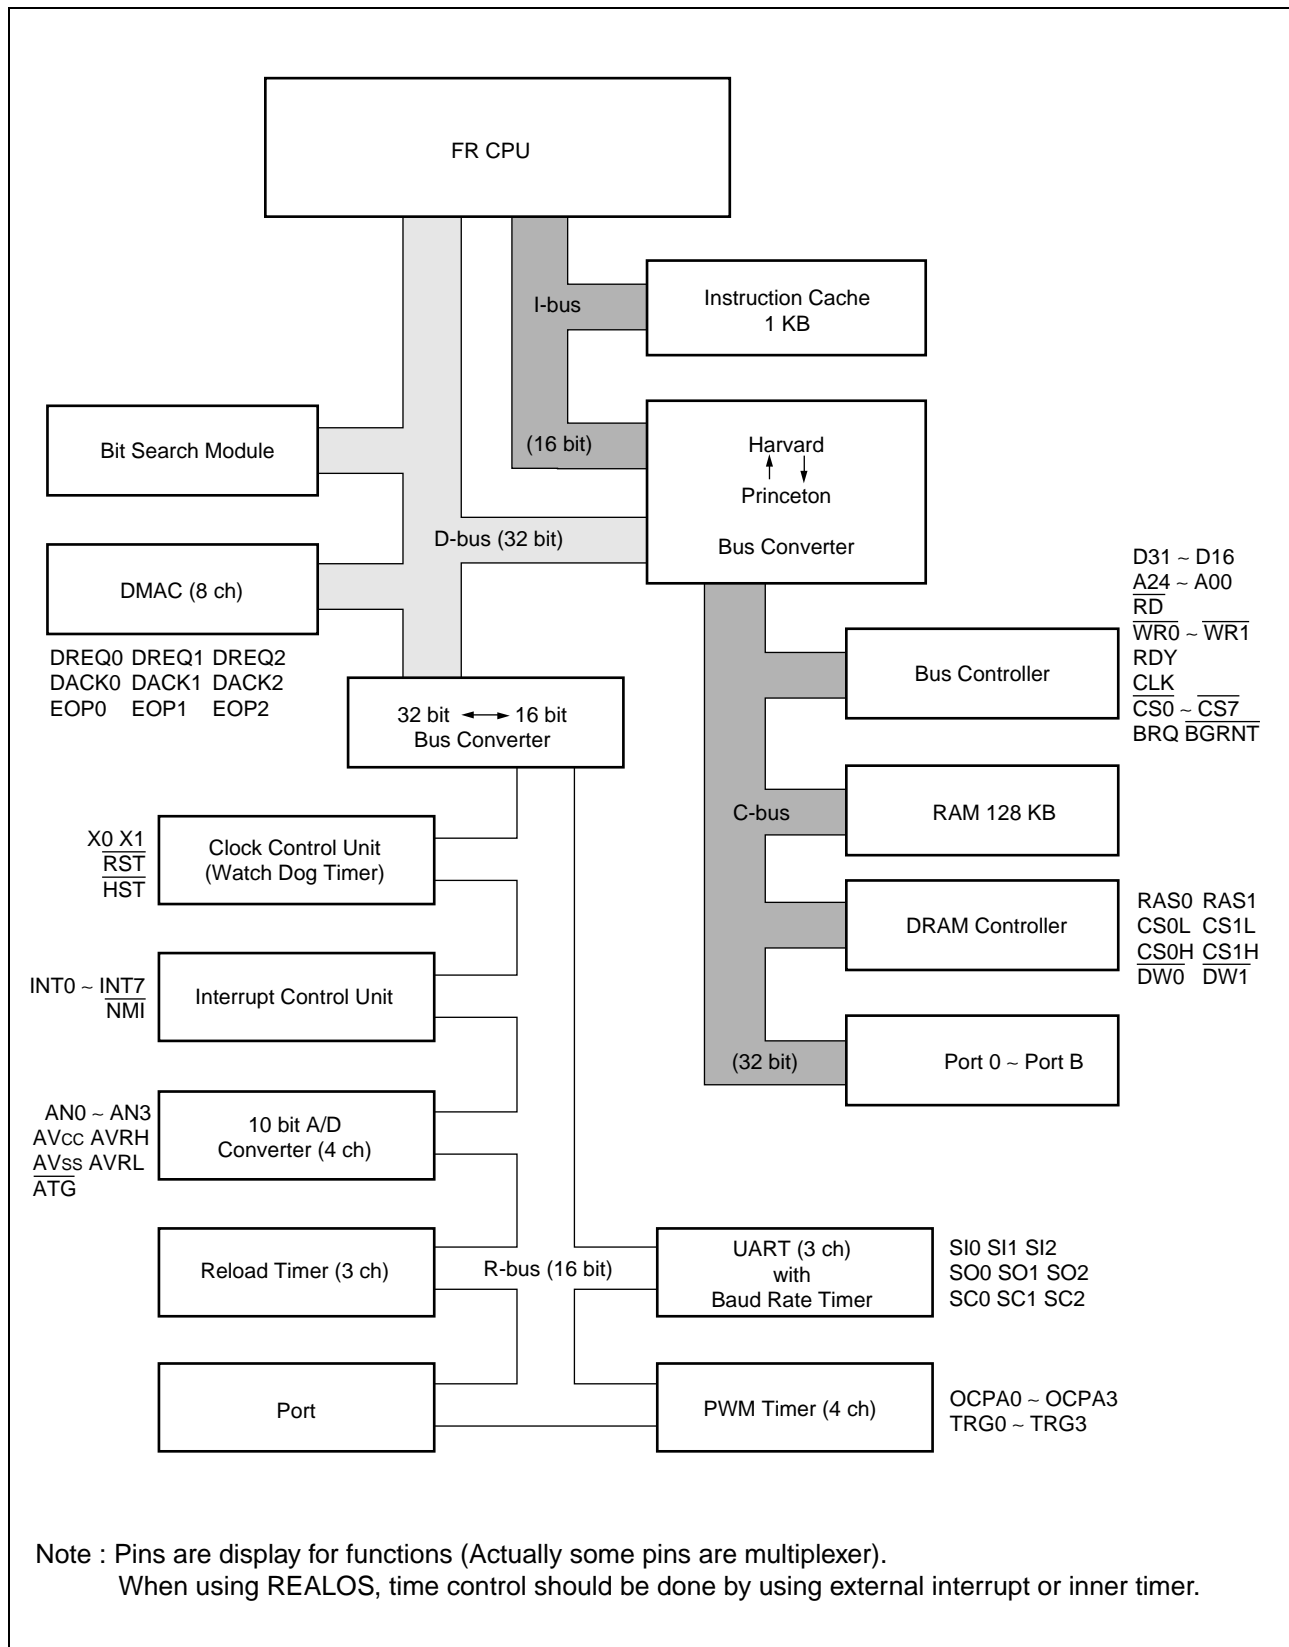 FR CPU
I-bus
Instruction Cache
1 KB
(16 bit)
Harvard
Princeton
Bus Converter
Bit Search Module
D-bus (32 bit)
DMAC (8 ch)
DREQ0 DREQ1 DREQ2
DACK0 DACK1 DACK2
EOP0 EOP1 EOP2
32 bit 16 bit
Bus Converter
D31 ~ D16
A24 ~ A00
RD
WR0 ~ WR1
RDY
CLK
CS0 ~ CS7
BRQ BGRNT
Bus Controller
C-bus
RAM 128 KB
DRAM Controller
RAS0 RAS1
CS0L CS1L
CS0H CS1H
DW0 DW1
(32 bit)
Port 0 ~ Port B
X0 X1
RST
HST
Clock Control Unit
(Watch Dog Timer)
INT0 ~ INT7
NMI
Interrupt Control Unit
AN0 ~ AN3
AVCC AVRH
AVSS AVRL
ATG
10 bit A/D
Converter (4 ch)
Reload Timer (3 ch)
R-bus (16 bit)
UART (3 ch)
with
Baud Rate Timer
SI0 SI1 SI2
SO0 SO1 SO2
SC0 SC1 SC2
Port
PWM Timer (4 ch)
OCPA0 ~ OCPA3
TRG0 ~ TRG3
Note : Pins are display for functions (Actually some pins are multiplexer).
When using REALOS, time control should be done by using external interrupt or inner timer.